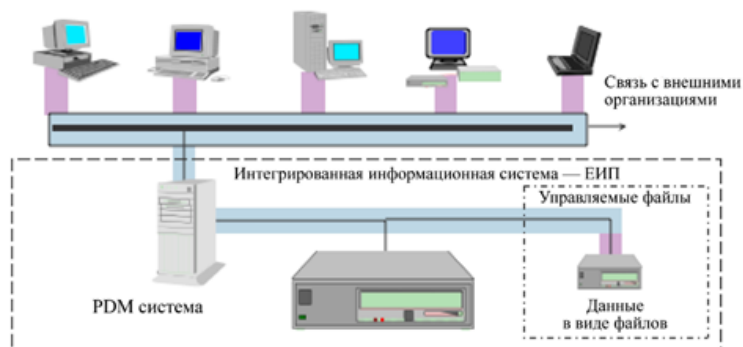 Связь с внешними
организациями
Интегрированная информационная система — ЕИП
Управляемые файлы
PDM система
Данные
в виде файлов